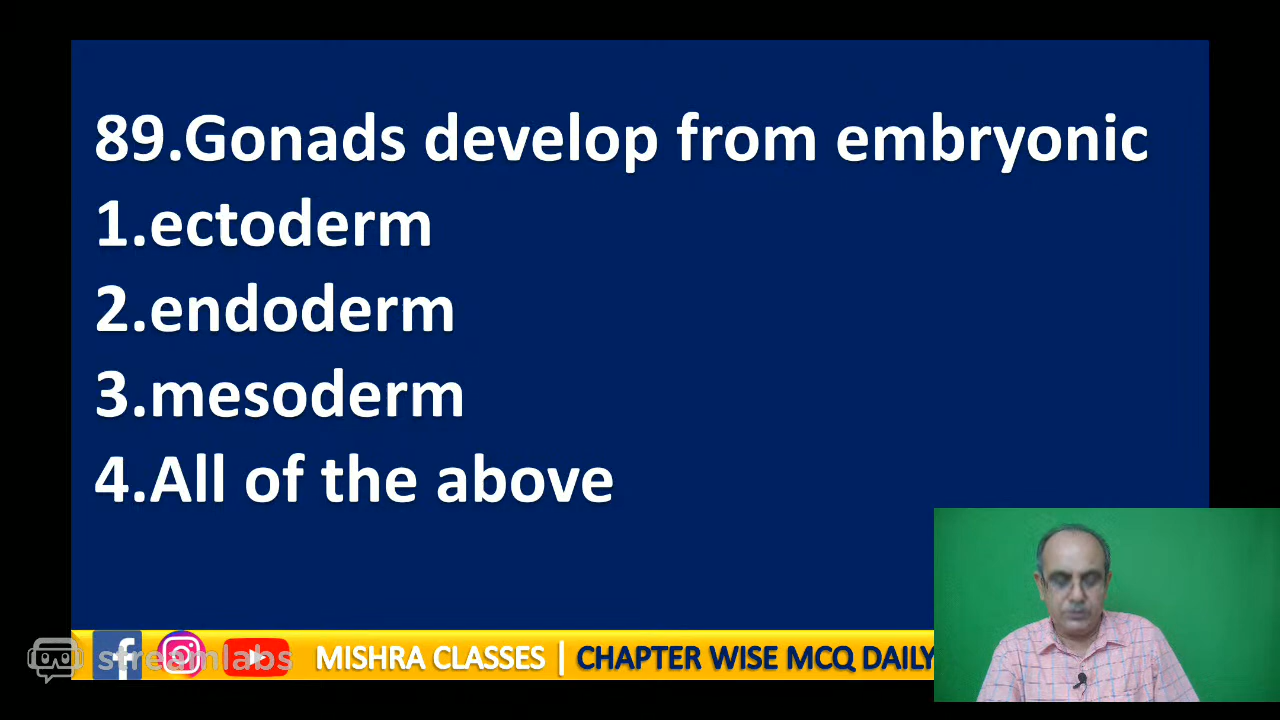 89.Gonads develop from embryonic
1.ectoderm
2.endoderm
3.mesoderm
4.All of the above
streamlabs
MISHRA CLASSES | CHAPTER WISE MCQ DAILY